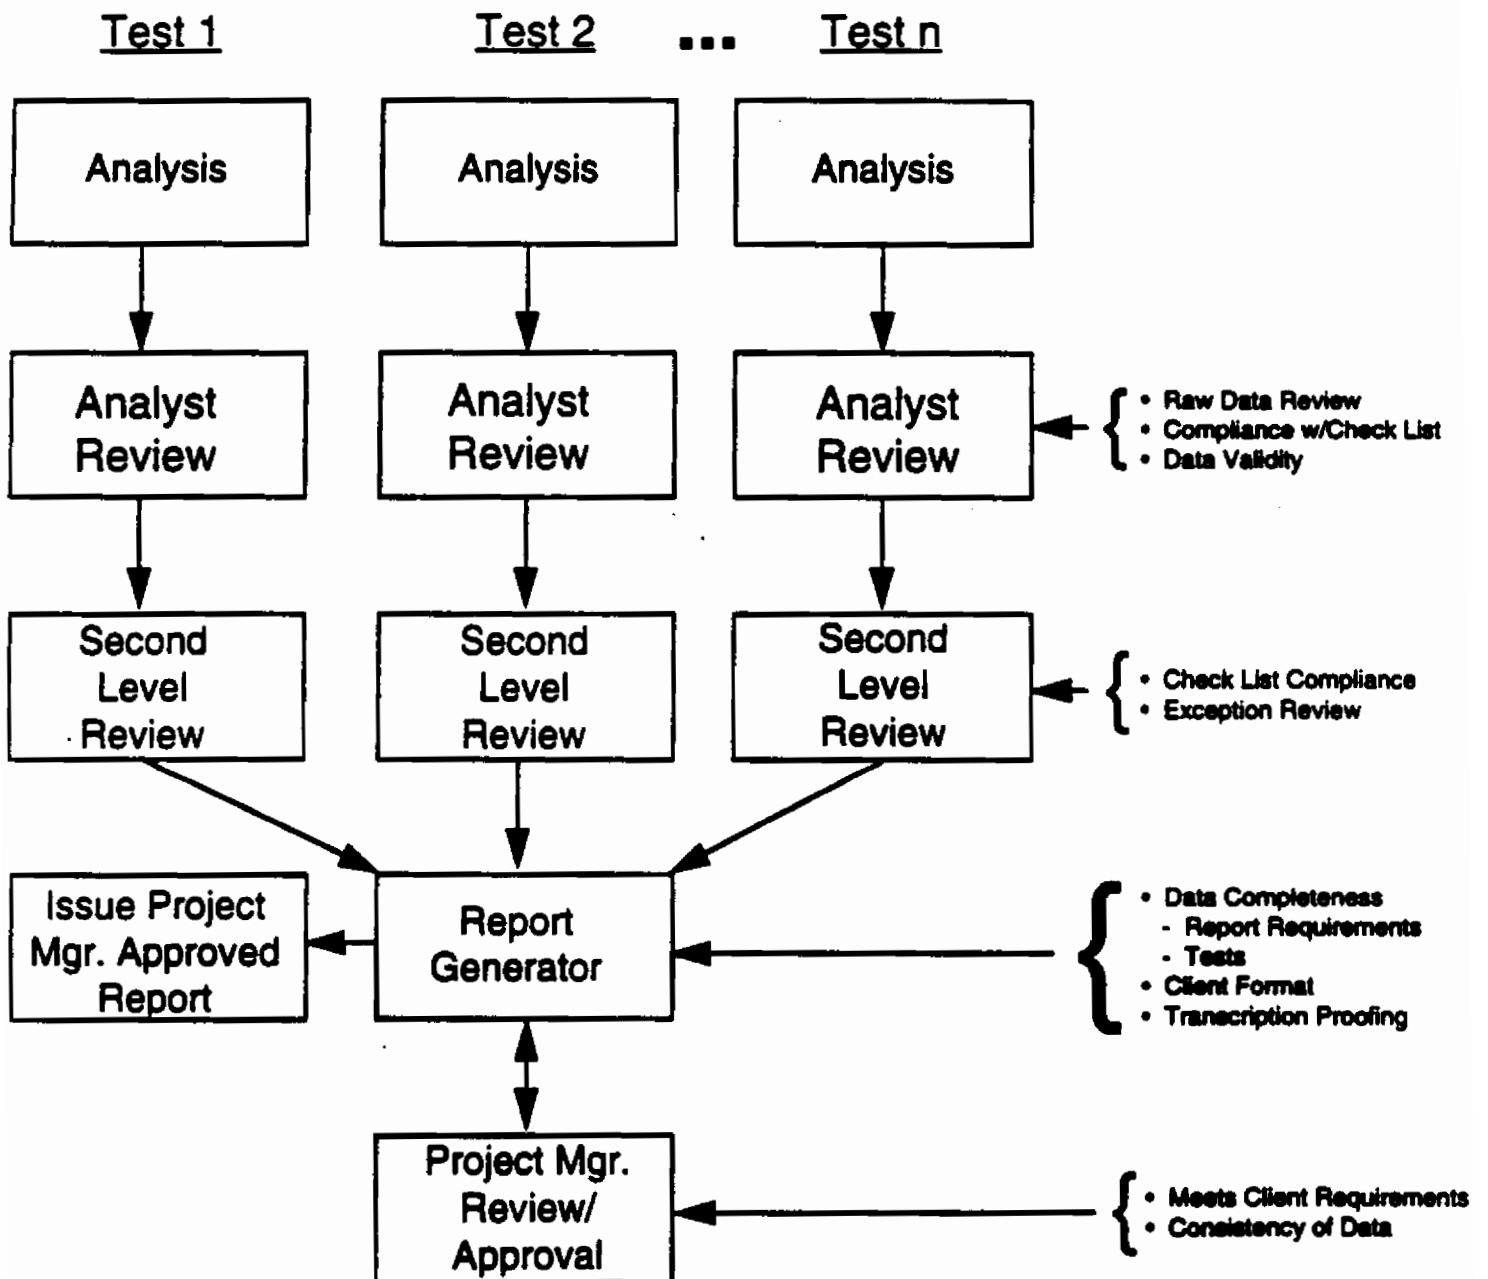 Test 1
Test 2
...
Test n
Analysis
Analysis
Analysis
Analyst
Review
Analyst
Review
Analyst
Review
• Raw Data Review
• Compliance w/Check List
• Data Validity
Second
Level
Review
Second
Level
Review
Second
Level
Review
• Check List Compliance
• Exception Review
Issue Project
Mgr. Approved
Report
Report
Generator
• Data Completeness
- Report Requirements
- Tests
• Client Format
• Transcription Proofing
Project Mgr.
Review/
Approval
• Meets Client Requirements
• Consistency of Data